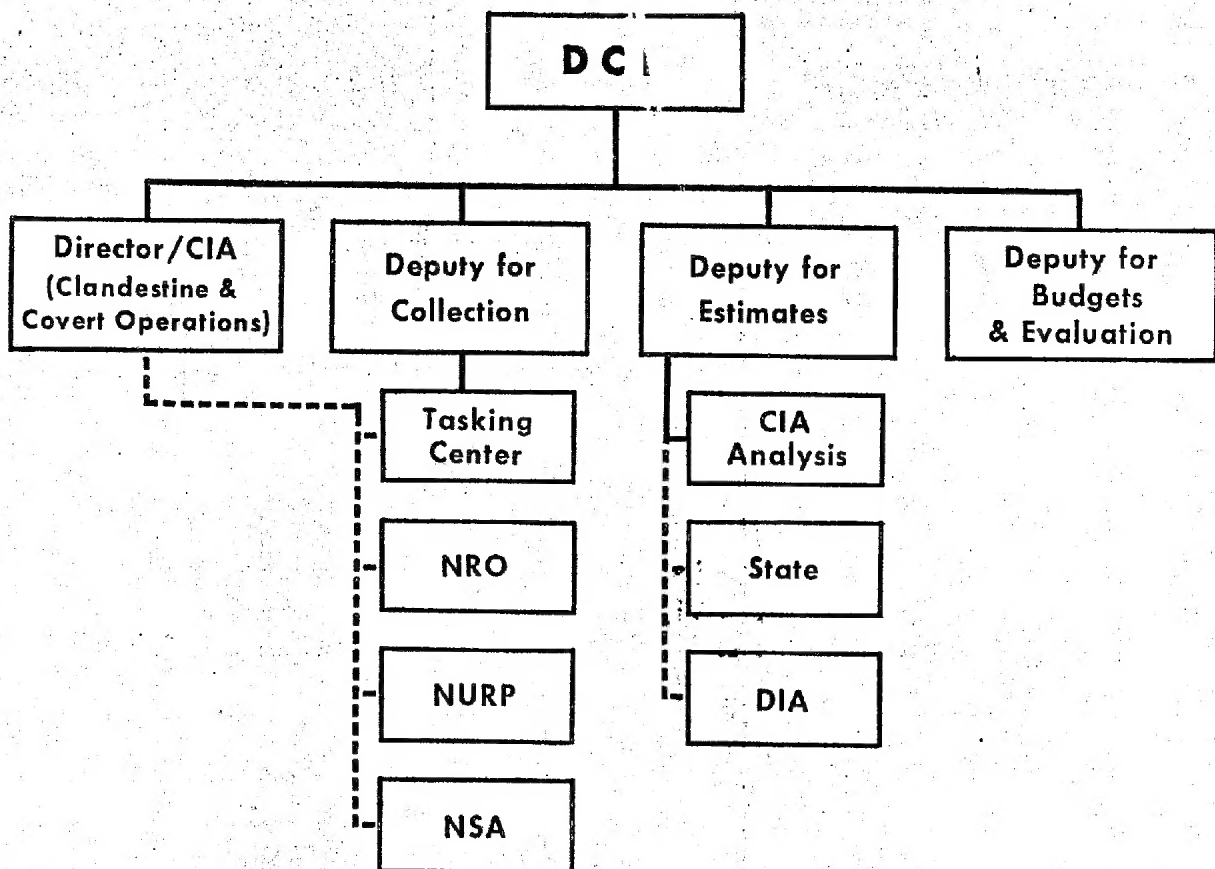 DCI
Director/CIA
(Clandestine &
Covert Operations)
Deputy for
Collection
Deputy for
Estimates
Deputy for
Budgets
& Evaluation
Tasking
Center
CIA
Analysis
NRO
State
NURP
DIA
NSA